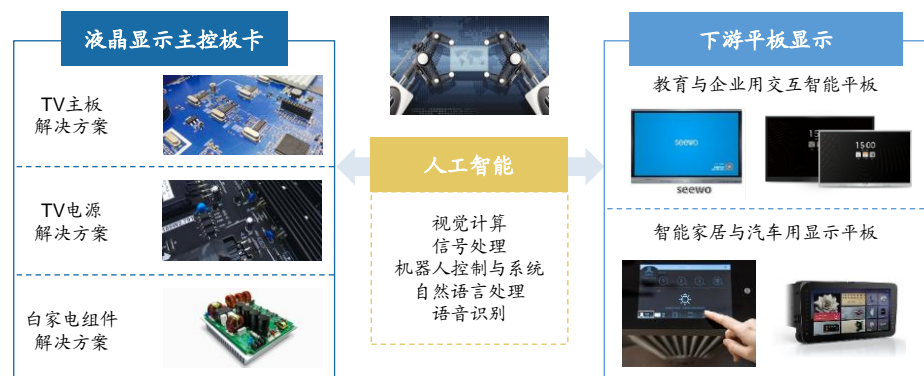 液晶显示主控板卡
TV主板
解决方案
TV电源
解决方案
白家电组件
解决方案
人工智能
视觉计算
信号处理
机器人控制与系统
自然语言处理
语音识别
下游平板显示
教育与企业用交互智能平板
seewo
seewo
15:00
15:00
智能家居与汽车用显示平板